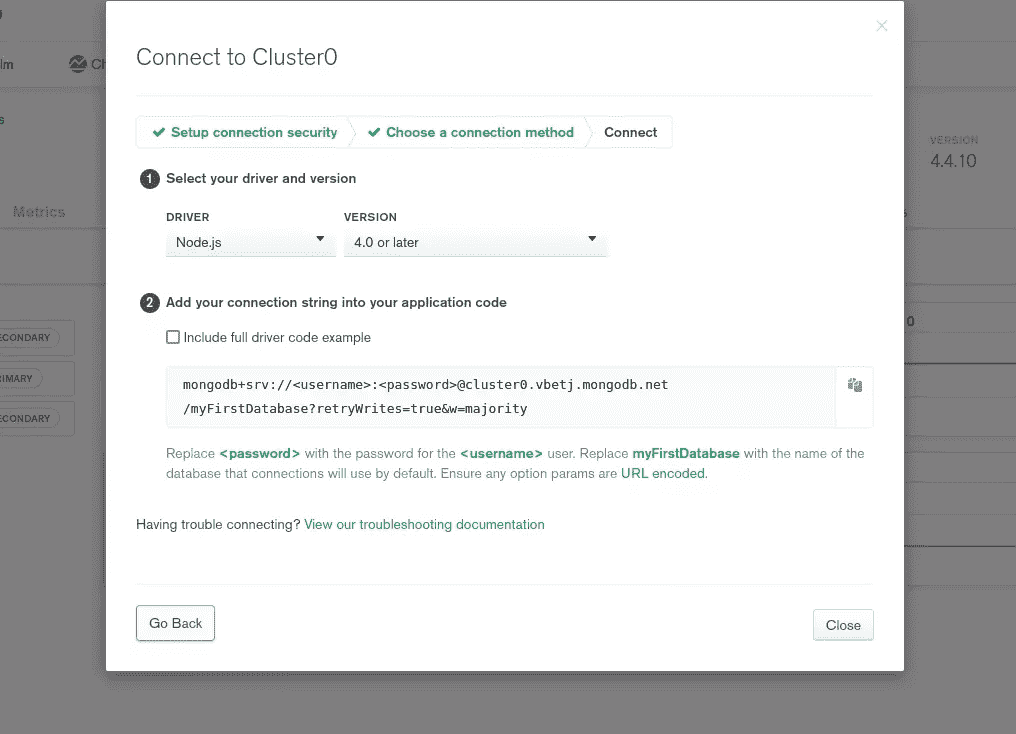 Connect to Cluster0
Setup connection security
Choose a connection method
Connect
VERSION
4.4.10
1 Select your driver and version
Metrics
DRIVER
VERSION
Node.js
4.0 or later
2 Add your connection string into your application code
0
Include full driver code example
mongodb+srv://<username>:<password>@cluster0.vbetj.mongodb.net
/myFirstDatabase?retryWrites=true&w=majority
Replace <password> with the password for the <username> user. Replace myFirstDatabase with the name of the
database that connections will use by default. Ensure any option params are URL encoded.
Having trouble connecting? View our troubleshooting documentation
Go Back
Close